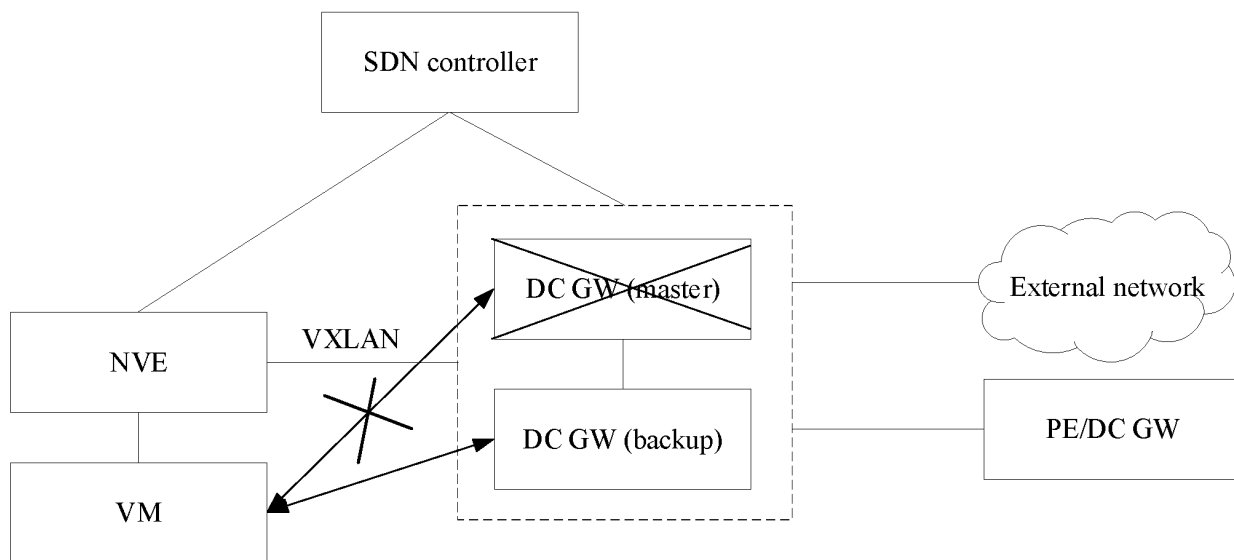 SDN controller
DC GW (master)
External network
VXLAN
NVE
DC GW (backup)
PE/DC GW
VM